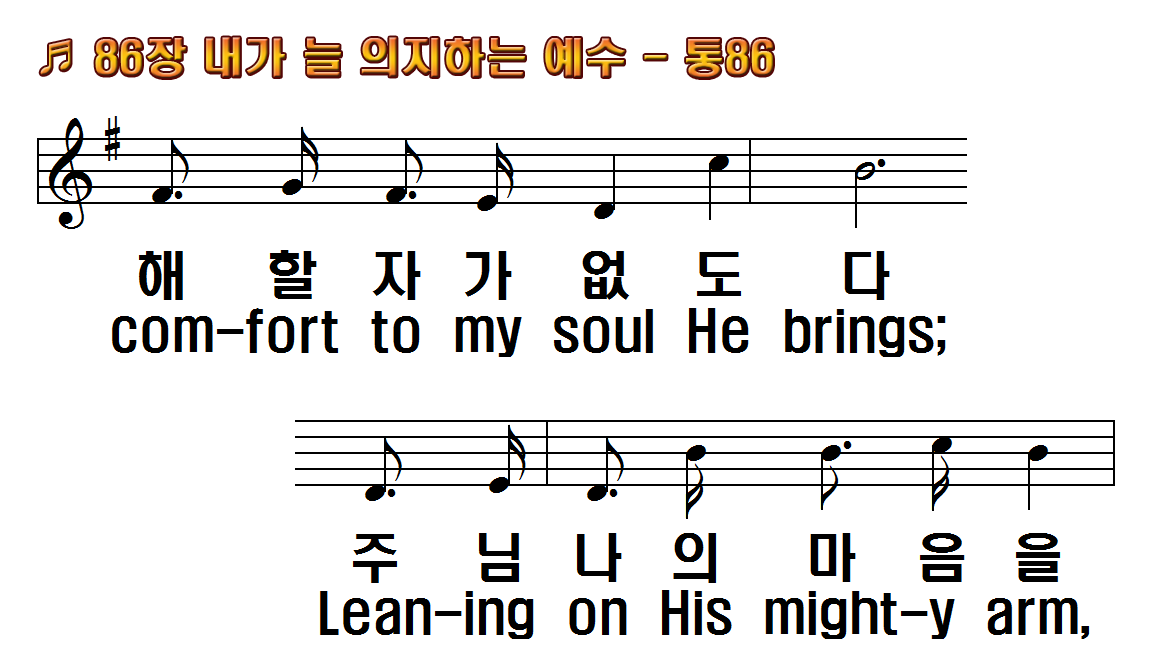 ♬ 86장 내가 늘 의지하는 예수 - 통86
해 할 자 가 없 도 다
com-fort to my soul He brings;
주 님 나 의 마 음 을
Lean-ing on His might-y arm,